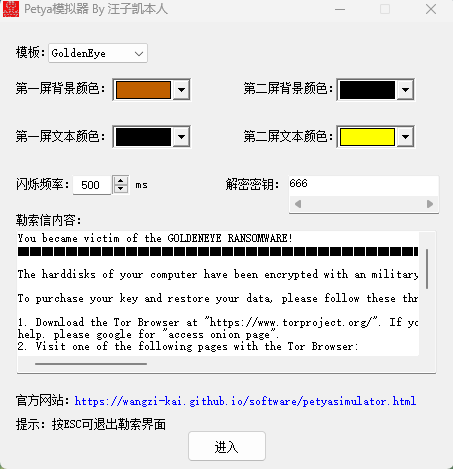 Petya模拟器 By 汪子凯本人
模板: GoldenEye
第一屏背景颜色: 第二屏背景颜色:
第一屏文本颜色: 第二屏文本颜色:
闪烁频率: 500 ms 解密密钥: 666
勒索信内容:
You became victim of the GOLDENEYE RANSOMWARE!
The harddisks of your computer have been encrypted with an military
To purchase your key and restore your data, please follow these thr
1. Download the Tor Browser at "https://www.torproject.org/". If yo
help, please google for "access onion page".
2. Visit one of the following pages with the Tor Browser:
官方网站: https://wangzi-kai.github.io/software/petyasimulator.html
提示: 按ESC可退出勒索界面
进入